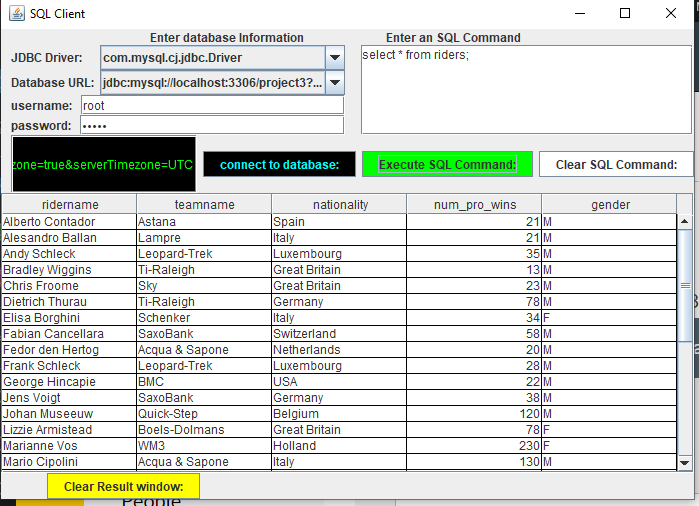 SQL Client
Enter database Information Enter an SQL Command
JDBC Driver: com.mysql.cj.jdbc.Driver select * from riders;
Database URL: jdbc:mysql://localhost:3306/project3?...
username: root
password: •••••
zone=true&serverTimezone=UTC connect to database: Execute SQL Command: Clear SQL Command:
ridername teamname nationality num_pro_wins gender
Alberto Contador Astana Spain 21 M
Alesandro Ballan Lampre Italy 21 M
Andy Schleck Leopard-Trek Luxembourg 35 M
Bradley Wiggins Ti-Raleigh Great Britain 13 M
Chris Froome Sky Great Britain 23 M
Dietrich Thurau Ti-Raleigh Germany 78 M
Elisa Borghini Schenker Italy 34 F
Fabian Cancellara SaxoBank Switzerland 58 M
Fedor den Hertog Acqua & Sapone Netherlands 20 M
Frank Schleck Leopard-Trek Luxembourg 28 M
George Hincapie BMC USA 22 M
Jens Voigt SaxoBank Germany 38 M
Johan Museeuw Quick-Step Belgium 120 M
Lizzie Armistead Boels-Dolmans Great Britain 78 F
Marianne Vos WM3 Holland 230 F
Mario Cipolini Acqua & Sapone Italy 130 M
Clear Result window:
People